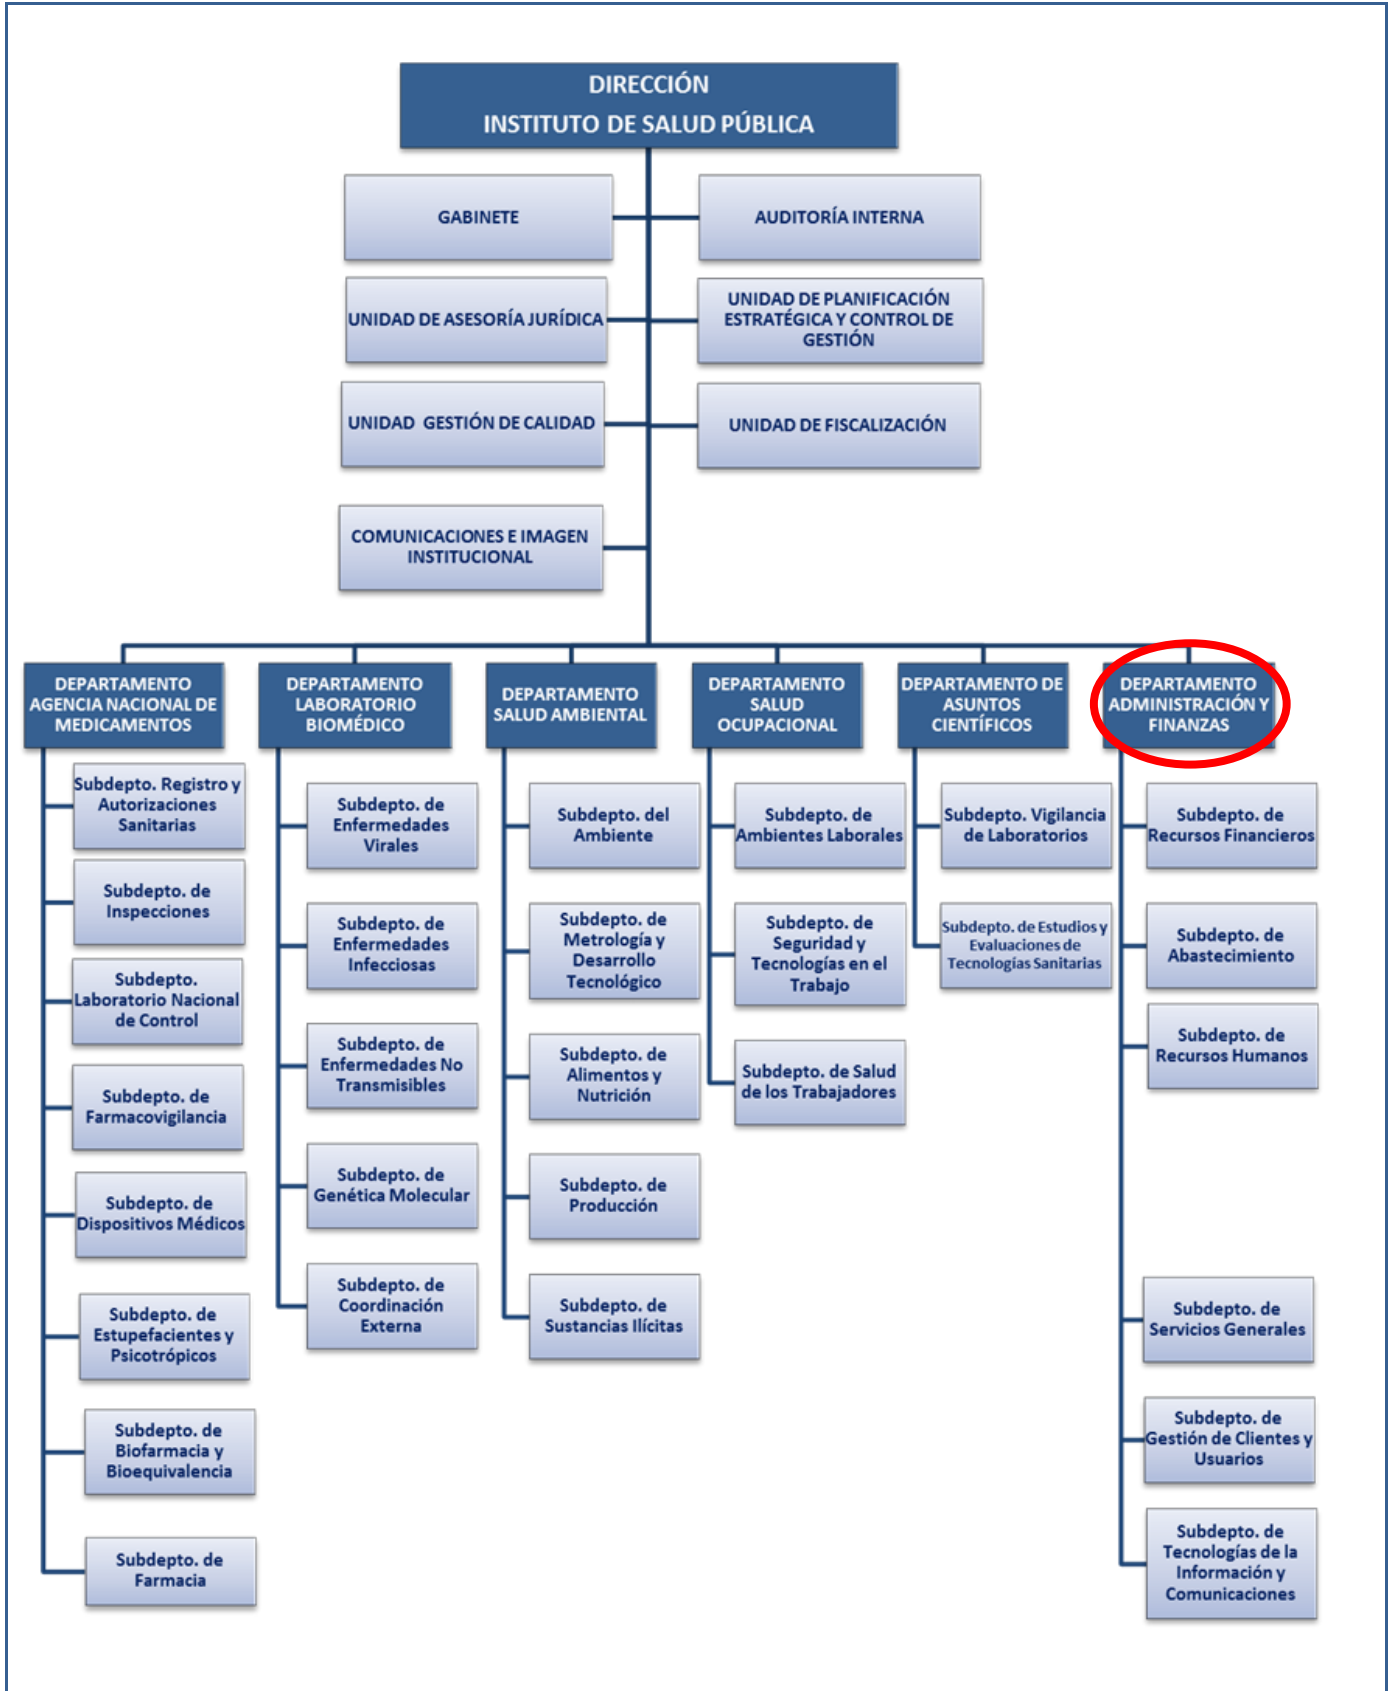 DIRECCIÓN
INSTITUTO DE SALUD PÚBLICA
GABINETE
AUDITORÍA INTERNA
UNIDAD DE ASESORÍA JURÍDICA
UNIDAD DE PLANIFICACIÓN
ESTRATÉGICA Y CONTROL DE
GESTIÓN
UNIDAD GESTIÓN DE CALIDAD
UNIDAD DE FISCALIZACIÓN
COMUNICACIONES E IMAGEN
INSTITUCIONAL
DEPARTAMENTO
AGENCIA NACIONAL DE
MEDICAMENTOS
Subdepto. Registro y
Autorizaciones
Sanitarias
Subdepto. de
Inspecciones
Subdepto.
Laboratorio Nacional
de Control
Subdepto. de
Farmacovigilancia
Subdepto. de
Dispositivos Médicos
Subdepto. de
Estupefacientes y
Psicotrópicos
Subdepto. de
Biofarmacia y
Bioequivalencia
Subdepto. de
Farmacia
DEPARTAMENTO
LABORATORIO
BIOMÉDICO
Subdepto. de
Enfermedades
Virales
Subdepto. de
Enfermedades
Infecciosas
Subdepto. de
Enfermedades No
Transmisibles
Subdepto. de
Genética Molecular
Subdepto. de
Coordinación
Externa
DEPARTAMENTO
SALUD AMBIENTAL
Subdepto. del
Ambiente
Subdepto. de
Metrología y
Desarrollo
Tecnológico
Subdepto. de
Alimentos y
Nutrición
Subdepto. de
Producción
Subdepto. de
Sustancias Ilícitas
DEPARTAMENTO
SALUD
OCUPACIONAL
Subdepto. de
Ambientes Laborales
Subdepto. de
Seguridad y
Tecnologías en el
Trabajo
Subdepto. de Salud
de los Trabajadores
DEPARTAMENTO DE
ASUNTOS
CIENTÍFICOS
Subdepto. Vigilancia
de Laboratorios
Subdepto. de Estudios y
Evaluaciones de
Tecnologías Sanitarias
DEPARTAMENTO
ADMINISTRACIÓN Y
FINANZAS
Subdepto. de
Recursos Financieros
Subdepto. de
Abastecimiento
Subdepto. de
Recursos Humanos
Subdepto. de
Servicios Generales
Subdepto. de
Gestión de Clientes y
Usuarios
Subdepto. de
Tecnologías de la
Información y
Comunicaciones